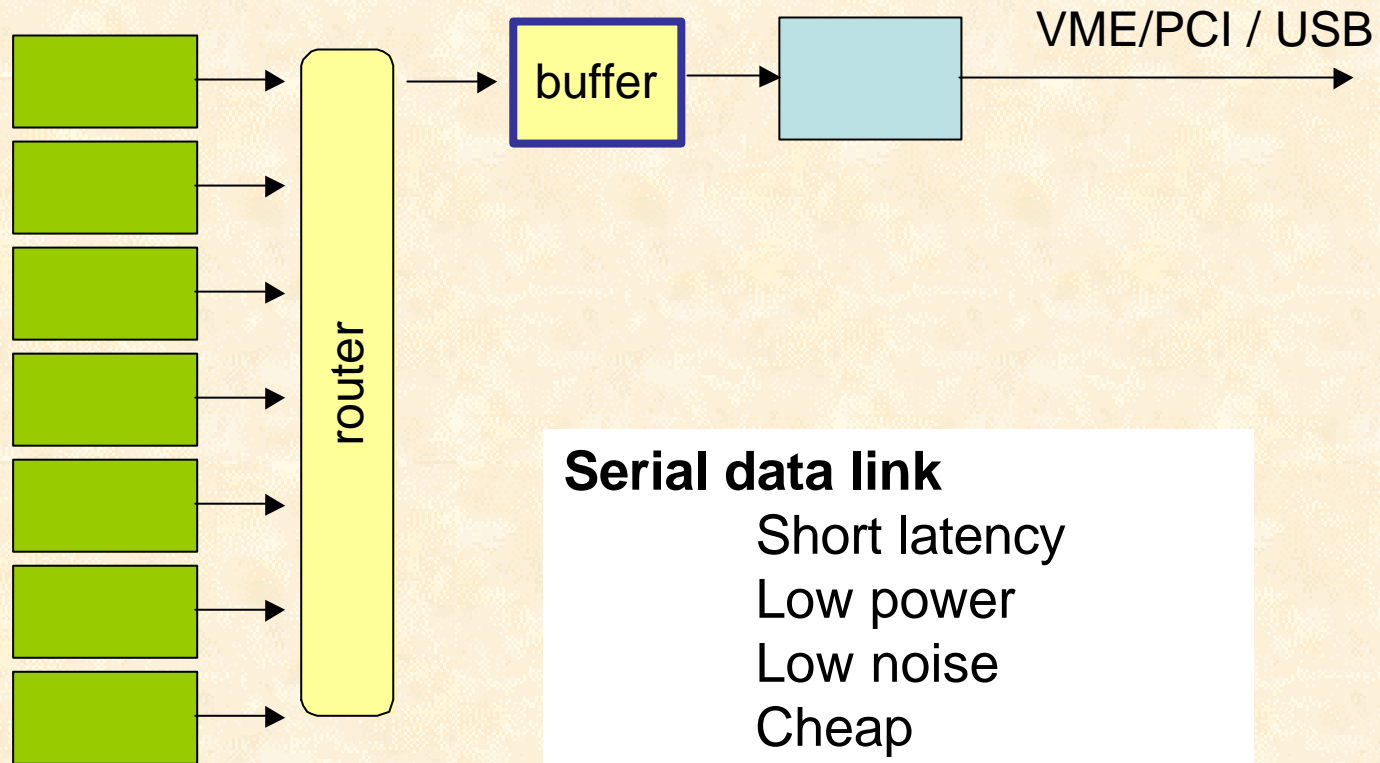 VME/PCI / USB
buffer
router
Serial data link
Short latency
Low power
Low noise
Cheap